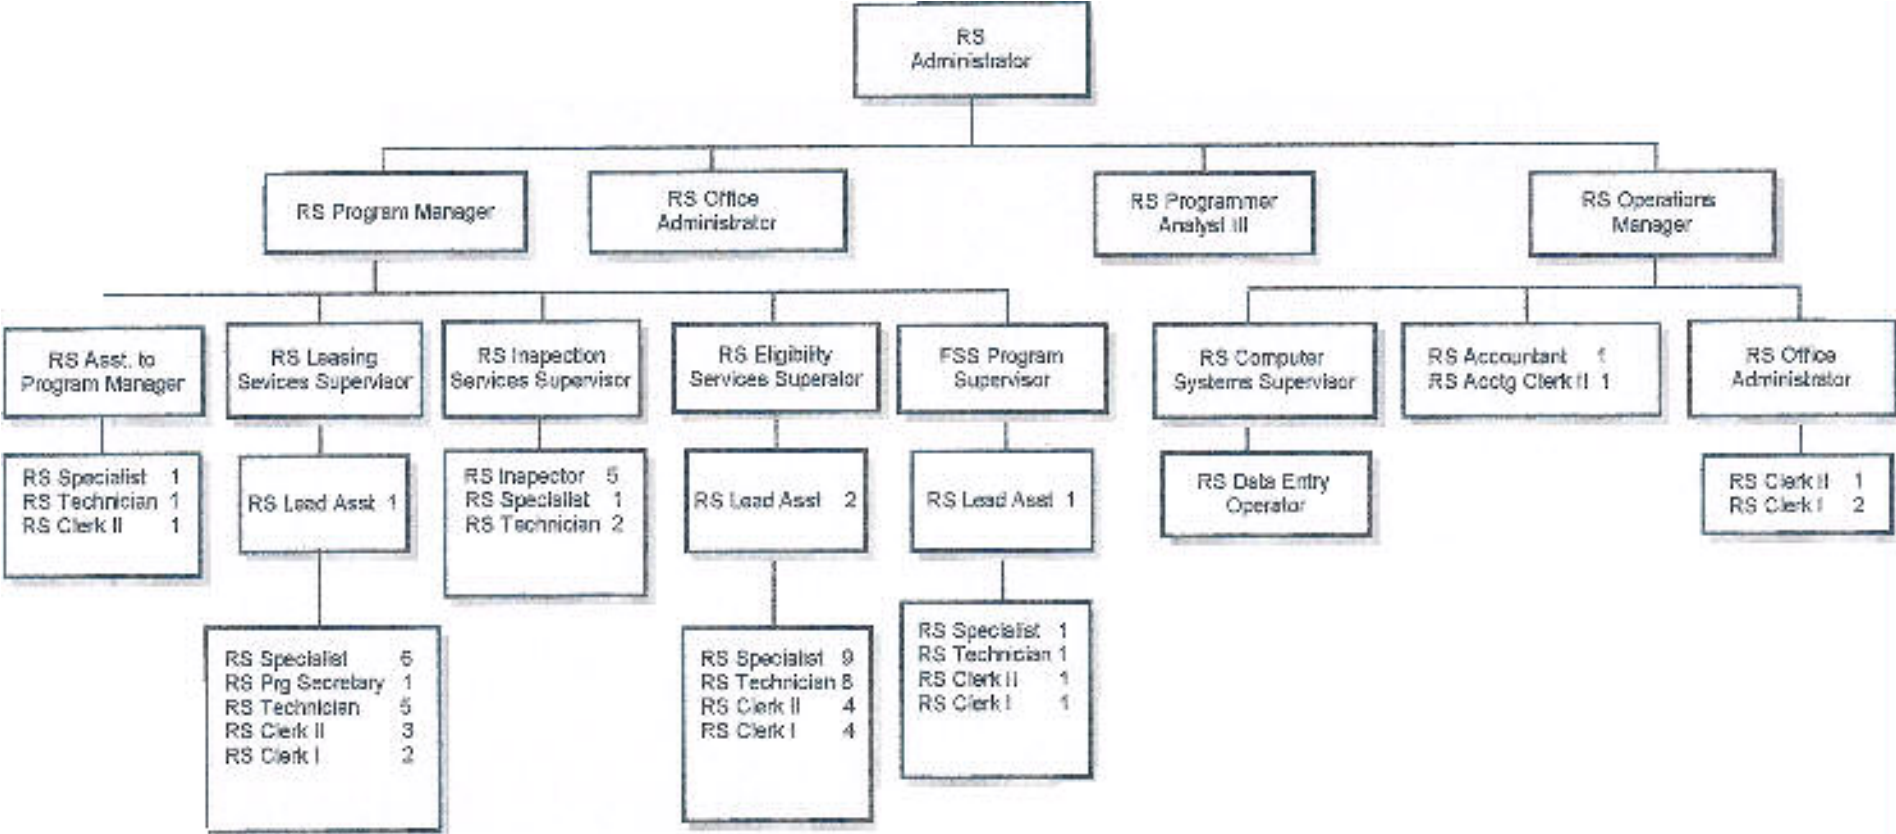 RS
Administrator
RS Program Manager
RS Office
Administrator
RS Programmer
Analyst III
RS Operations
Manager
RS Asst. to
Program Manager
RS Leasing
Sevices Supervisor
RS Inspection
Services Supervisor
RS Eligibility
Services
FSS Program
Supervisor
RS Computer
Systems Supervisor
RS Accountant 1
RS Acctg Clerk II 1
RS Office
Administrator
RS Specialist 1
RS Technician 1
RS Clerk II 1
RS Lead Asst 1
RS Inspector 5
RS Specialist 1
RS Technician 2
RS Lead Asst 2
RS Lead Asst 1
RS Data Entry
Operator
RS Clerk II 1
RS Clerk I 2
RS Specialist
RS Prg Secretary 1
RS Technician 5
RS Clerk II 3
RS Clerk I 2
RS Specialist 9
RS Technician
RS Clerk II 4
RS Clerk I 4
RS Specialist 1
RS Technician 1
RS Clerk II 1
RS Clerk I 1